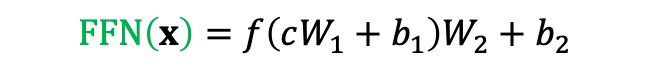 FFN(x) = f(cW₁ + b₁)W₂ + b₂